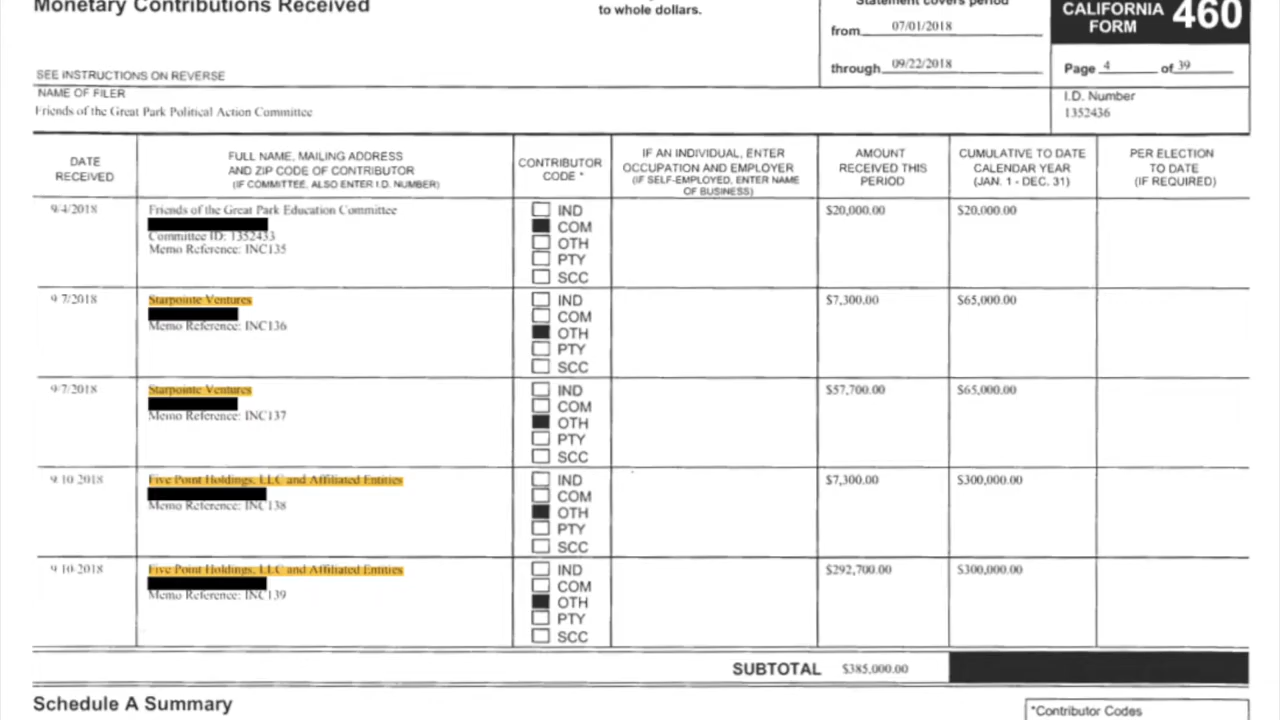 Monetary Contributions Received
to whole dollars.
Statement covers period
from 07/01/2018
through 09/22/2018
CALIFORNIA
FORM
460
Page 4 of 39
SEE INSTRUCTIONS ON REVERSE
NAME OF FILER
Friends of the Great Park Political Action Committee
I.D. Number
1352436
DATE
RECEIVED
FULL NAME, MAILING ADDRESS
AND ZIP CODE OF CONTRIBUTOR
(IF COMMITTEE, ALSO ENTER I.D. NUMBER)
CONTRIBUTOR
CODE *
IF AN INDIVIDUAL, ENTER
OCCUPATION AND EMPLOYER
(IF SELF-EMPLOYED, ENTER NAME
OF BUSINESS)
AMOUNT
RECEIVED THIS
PERIOD
CUMULATIVE TO DATE
CALENDAR YEAR
(JAN. 1 - DEC. 31)
PER ELECTION
TO DATE
(IF REQUIRED)
9/4/2018
Friends of the Great Park Education Committee
Committee ID: 1352433
Memo Reference: INC135
IND
COM
OTH
PTY
SCC
$20,000.00
$20,000.00
9/7/2018
Starpointe Ventures
Memo Reference: INC136
IND
COM
OTH
PTY
SCC
$7,300.00
$65,000.00
9/7/2018
Starpointe Ventures
Memo Reference: INC137
IND
COM
OTH
PTY
SCC
$57,700.00
$65,000.00
9/10/2018
Five Point Holdings, LLC and Affiliated Entities
Memo Reference: INC138
IND
COM
OTH
PTY
SCC
$7,300.00
$300,000.00
9/10/2018
Five Point Holdings, LLC and Affiliated Entities
Memo Reference: INC139
IND
COM
OTH
PTY
SCC
$292,700.00
$300,000.00
SUBTOTAL $385,000.00
Schedule A Summary
*Contributor Codes